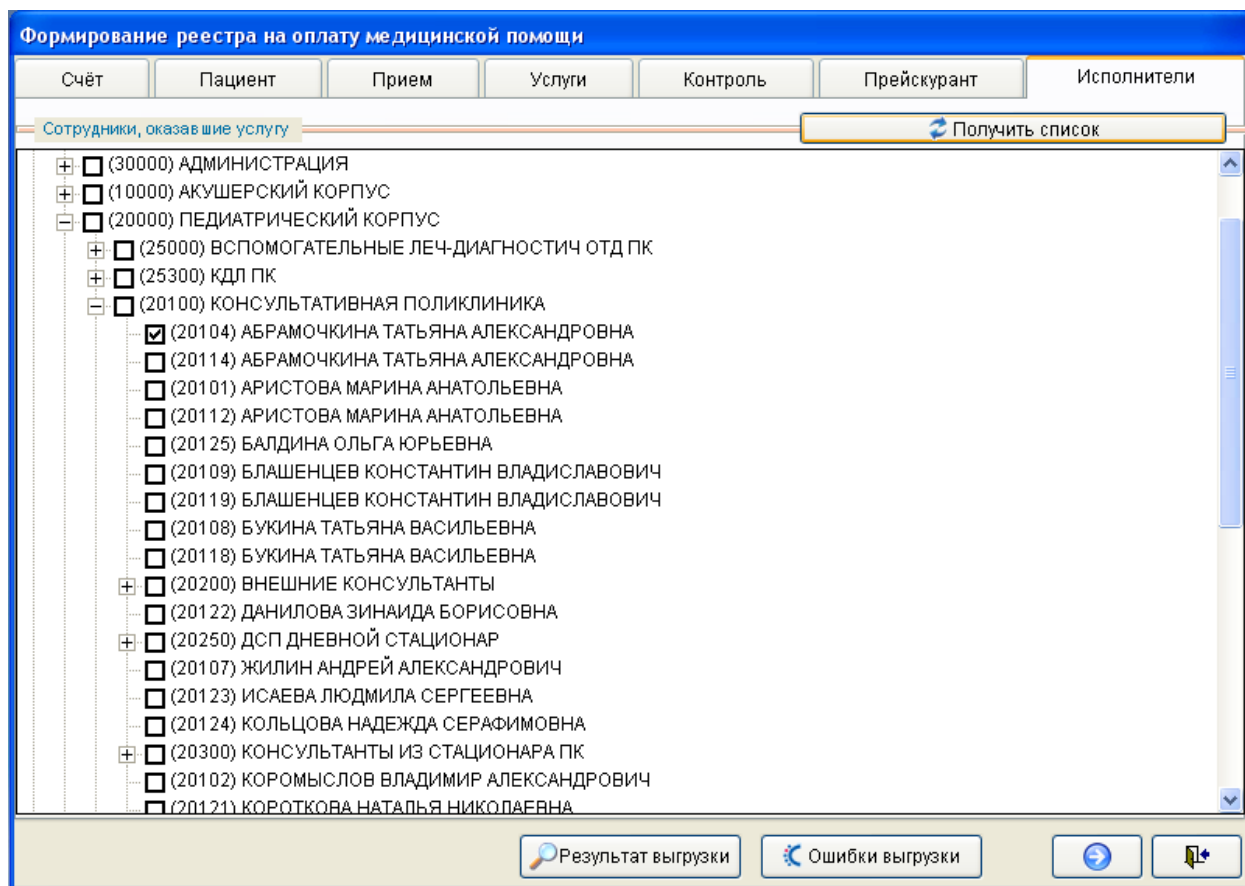 Формирование реестра на оплату медицинской помощи
Счёт Пациент Прием Услуги Контроль Прейскурант Исполнители
Сотрудники, оказавшие услугу Получить список
(30000) АДМИНИСТРАЦИЯ
(10000) АКУШЕРСКИЙ КОРПУС
(20000) ПЕДИАТРИЧЕСКИЙ КОРПУС
(25000) ВСПОМОГАТЕЛЬНЫЕ ЛЕЧ-ДИАГНОСТИЧ ОТД ПК
(25300) КДЛ ПК
(20100) КОНСУЛЬТАТИВНАЯ ПОЛИКЛИНИКА
(20104) АБРАМОЧКИНА ТАТЬЯНА АЛЕКСАНДРОВНА
(20114) АБРАМОЧКИНА ТАТЬЯНА АЛЕКСАНДРОВНА
(20101) АРИСТОВА МАРИНА АНАТОЛЬЕВНА
(20112) АРИСТОВА МАРИНА АНАТОЛЬЕВНА
(20125) БАЛДИНА ОЛЬГА ЮРЬЕВНА
(20109) БЛАШЕНЦЕВ КОНСТАНТИН ВЛАДИСЛАВОВИЧ
(20119) БЛАШЕНЦЕВ КОНСТАНТИН ВЛАДИСЛАВОВИЧ
(20108) БУКИНА ТАТЬЯНА ВАСИЛЬЕВНА
(20118) БУКИНА ТАТЬЯНА ВАСИЛЬЕВНА
(20200) ВНЕШНИЕ КОНСУЛЬТАНТЫ
(20122) ДАНИЛОВА ЗИНАИДА БОРИСОВНА
(20250) ДСП ДНЕВНОЙ СТАЦИОНАР
(20107) ЖИЛИН АНДРЕЙ АЛЕКСАНДРОВИЧ
(20123) ИСАЕВА ЛЮДМИЛА СЕРГЕЕВНА
(20124) КОЛЬЦОВА НАДЕЖДА СЕРАФИМОВНА
(20300) КОНСУЛЬТАНТЫ ИЗ СТАЦИОНАРА ПК
(20102) КОРОМЫСЛОВ ВЛАДИМИР АЛЕКСАНДРОВИЧ
(20121) КОРОТКОВА НАТАЛЬЯ НИКОЛАЕВНА
Результат выгрузки Ошибки выгрузки